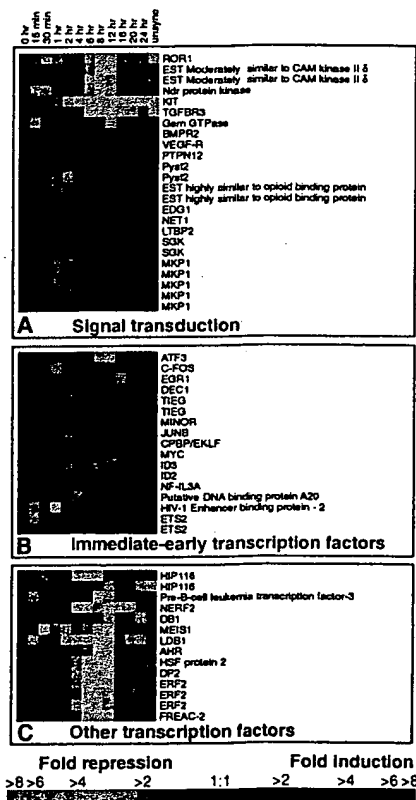 0 hr
15 min
30 min
1 hr
2 hr
4 hr
6 hr
8 hr
12 hr
16 hr
20 hr
24 hr
unsync
ROR1
EST Moderately similar to CAM kinase II δ
EST Moderately similar to CAM kinase II δ
Ndr protein kinase
KIT
TGFBR3
Gem GTPase
BMPR2
VEGF-R
PTPN12
Pyst2
Pyst2
EST highly similar to opioid binding protein
EST highly similar to opioid binding protein
EDG1
NET1
LTBP2
SGK
SGK
MKP1
MKP1
MKP1
MKP1
MKP1
A Signal transduction
ATF3
C-FOS
EGR1
DEC1
TIEG
TIEG
MINOR
JUNB
CPBP/EKLF
MYC
ID3
ID2
NF-IL3A
Putative DNA binding protein A20
HIV-1 Enhancer binding protein - 2
ETS2
ETS2
B Immediate-early transcription factors
HIP116
HIP116
Pre-B-cell leukemia transcription factor-3
NERF2
DB1
MEIS1
LDB1
AHR
HSF protein 2
DP2
ERF2
ERF2
ERF2
FREAC-2
C Other transcription factors
Fold repression Fold induction
>8 >6 >4 >2 1:1 >2 >4 >6 >8